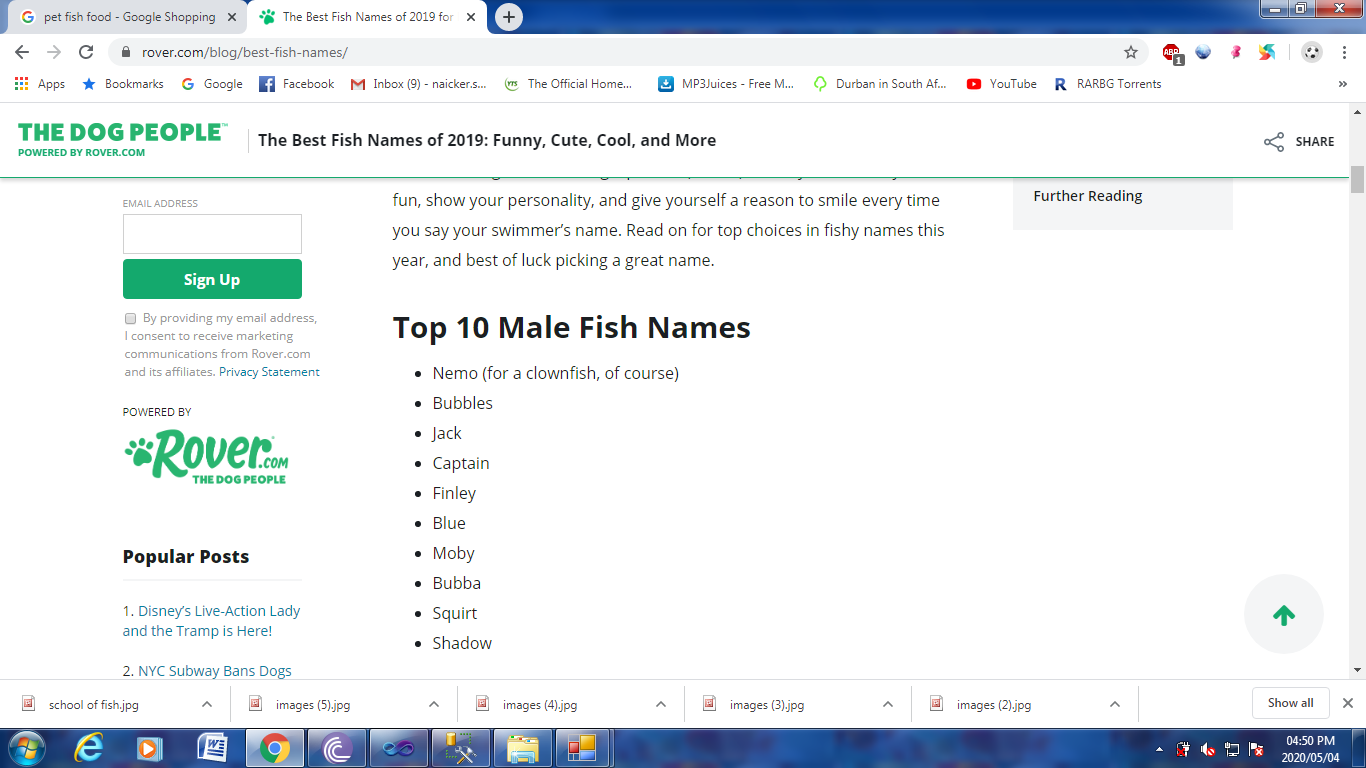 pet fish food - Google Shopping
The Best Fish Names of 2019 for
rover.com/blog/best-fish-names/
ABP
1
Apps
Bookmarks
Google
Facebook
Inbox (9) - naicker.s...
The Official Home...
MP3Juices - Free M...
Durban in South Af...
YouTube
RARBG Torrents
»
THE DOG PEOPLE™
POWERED BY ROVER.COM
The Best Fish Names of 2019: Funny, Cute, Cool, and More
SHARE
EMAIL ADDRESS
Sign Up
By providing my email address,
I consent to receive marketing
communications from Rover.com
and its affiliates. Privacy Statement
POWERED BY
Rover.COM
THE DOG PEOPLE
Popular Posts
1. Disney's Live-Action Lady
and the Tramp is Here!
2. NYC Subway Bans Dogs
fun, show your personality, and give yourself a reason to smile every time
you say your swimmer's name. Read on for top choices in fishy names this
year, and best of luck picking a great name.
Top 10 Male Fish Names
• Nemo (for a clownfish, of course)
• Bubbles
• Jack
• Captain
• Finley
• Blue
• Moby
• Bubba
• Squirt
• Shadow
Further Reading
school of fish.jpg
images (5).jpg
images (4).jpg
images (3).jpg
images (2).jpg
Show all
04:50 PM
2020/05/04